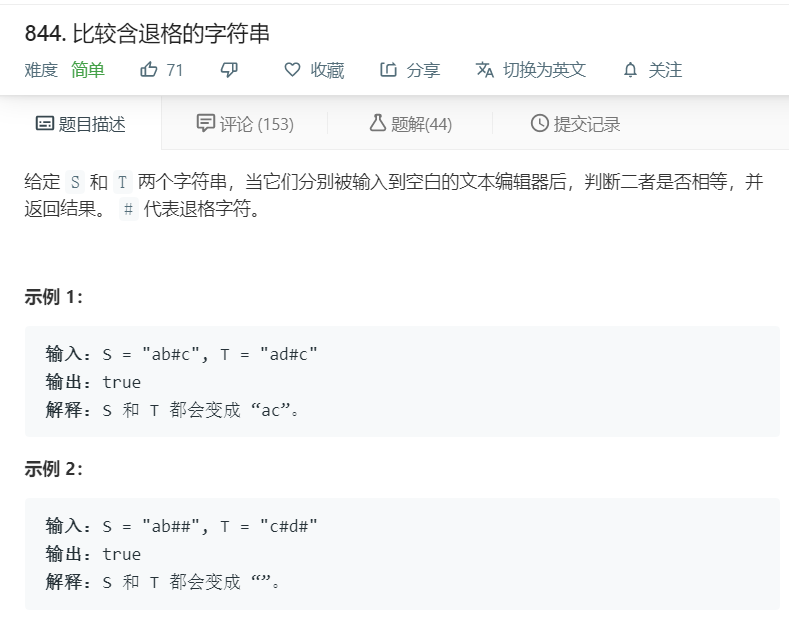 844. 比较含退格的字符串
难度 简单 71 收藏 分享 切换为英文 关注
题目描述 评论 (153) 题解(44) 提交记录
给定 S 和 T 两个字符串，当它们分别被输入到空白的文本编辑器后，判断二者是否相等，并
返回结果。 # 代表退格字符。
示例 1：
输入：S = "ab#c", T = "ad#c"
输出：true
解释：S 和 T 都会变成 “ac”。
示例 2：
输入：S = "ab##", T = "c#d#"
输出：true
解释：S 和 T 都会变成 “”。